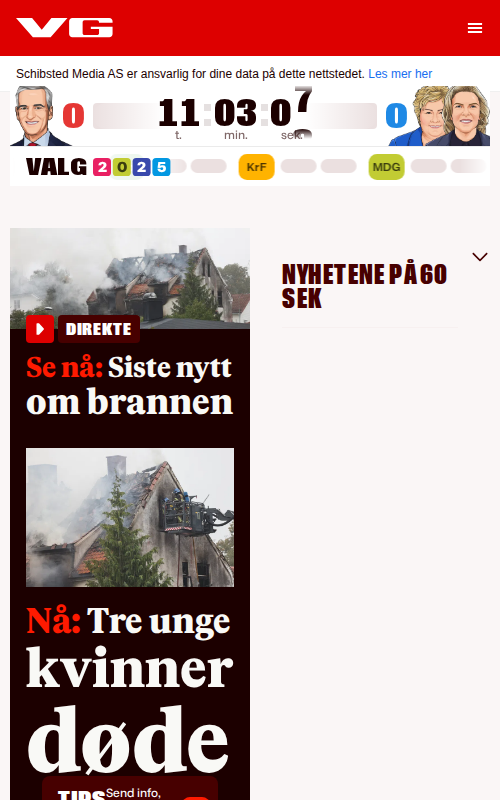 VG
Schibsted Media AS er ansvarlig for dine data på dette nettstedet. Les mer her
0 11:03:0 0
t. min. sek.
VALG 2025 KrF MDG
NYHETENE PÅ 60
SEK
DIREKTE
Se nå: Siste nytt
om brannen
Nå: Tre unge
kvinner
døde
TIPS Send info,